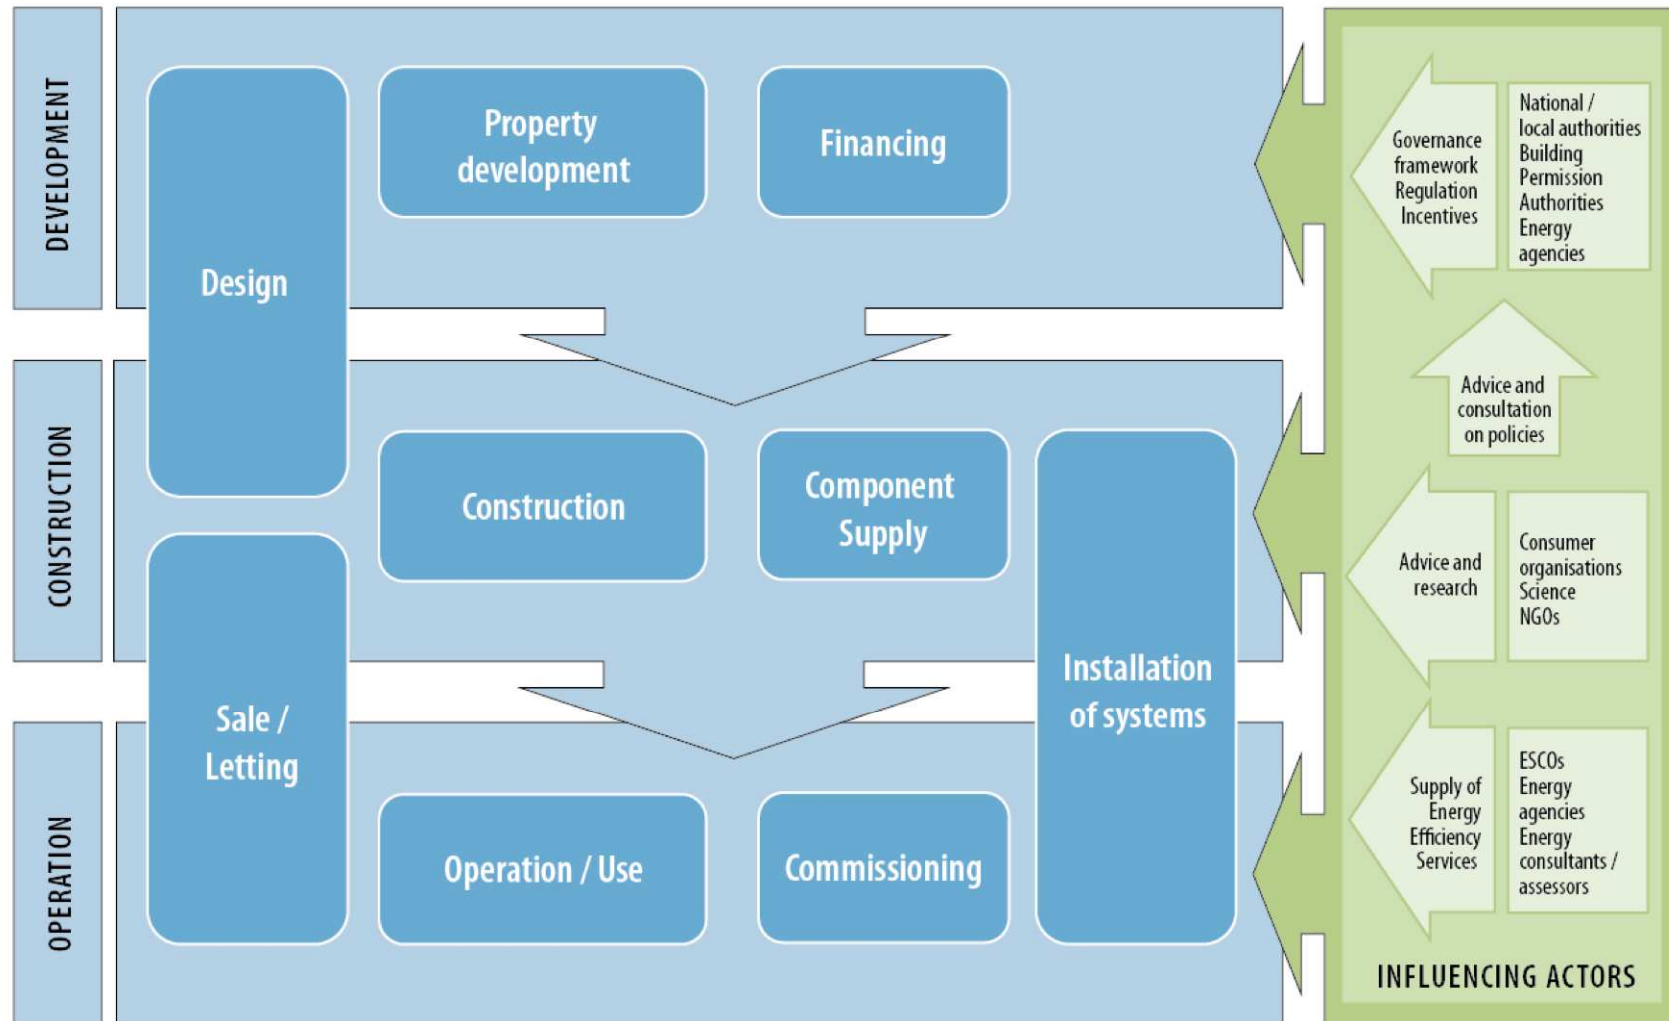 DEVELOPMENT
Design
Property
development
Financing
CONSTRUCTION
Construction
Component
Supply
Installation
of systems
Sale /
Letting
OPERATION
Operation / Use
Commissioning
Governance
framework
Regulation
Incentives
National /
local authorities
Building
Permission
Authorities
Energy
agencies
Advice and
consultation
on policies
Advice and
research
Consumer
organisations
Science
NGOs
Supply of
Energy
Efficiency
Services
ESCOs
Energy
agencies
Energy
consultants /
assessors
INFLUENCING ACTORS